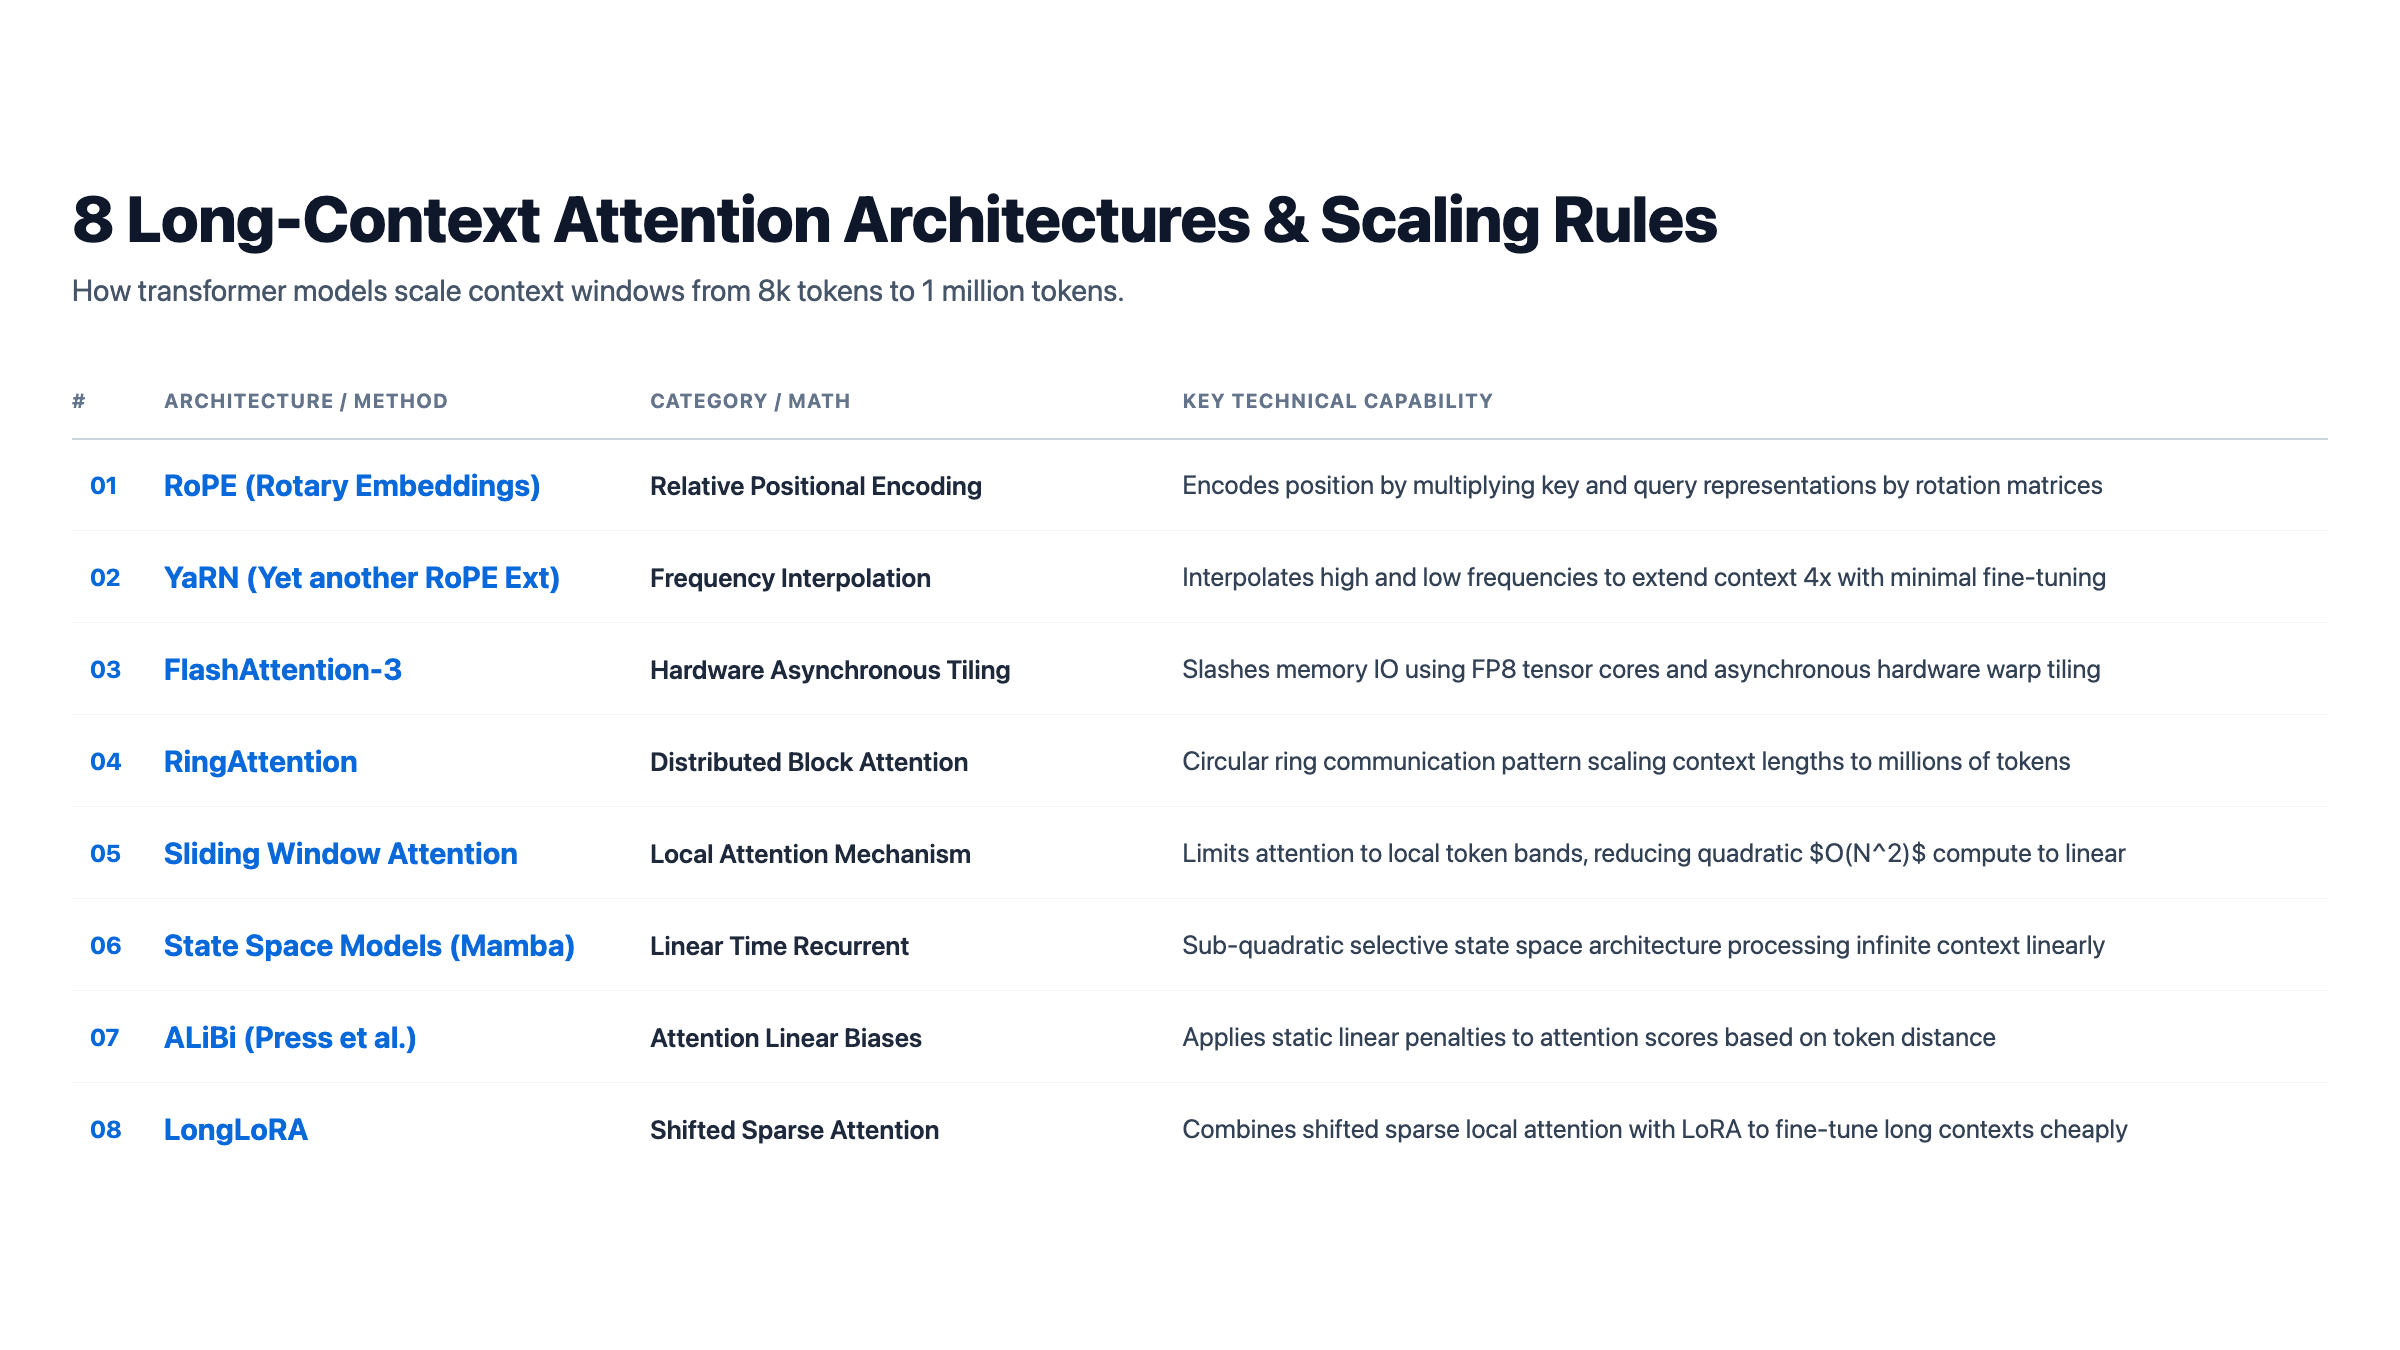 8 Long-Context Attention Architectures & Scaling Rules
How transformer models scale context windows from 8k tokens to 1 million tokens.
# ARCHITECTURE / METHOD CATEGORY / MATH KEY TECHNICAL CAPABILITY
01 RoPE (Rotary Embeddings) Relative Positional Encoding Encodes position by multiplying key and query representations by rotation matrices
02 YaRN (Yet another RoPE Ext) Frequency Interpolation Interpolates high and low frequencies to extend context 4x with minimal fine-tuning
03 FlashAttention-3 Hardware Asynchronous Tiling Slashes memory IO using FP8 tensor cores and asynchronous hardware warp tiling
04 RingAttention Distributed Block Attention Circular ring communication pattern scaling context lengths to millions of tokens
05 Sliding Window Attention Local Attention Mechanism Limits attention to local token bands, reducing quadratic $O(N^2)$ compute to linear
06 State Space Models (Mamba) Linear Time Recurrent Sub-quadratic selective state space architecture processing infinite context linearly
07 ALiBi (Press et al.) Attention Linear Biases Applies static linear penalties to attention scores based on token distance
08 LongLoRA Shifted Sparse Attention Combines shifted sparse local attention with LoRA to fine-tune long contexts cheaply